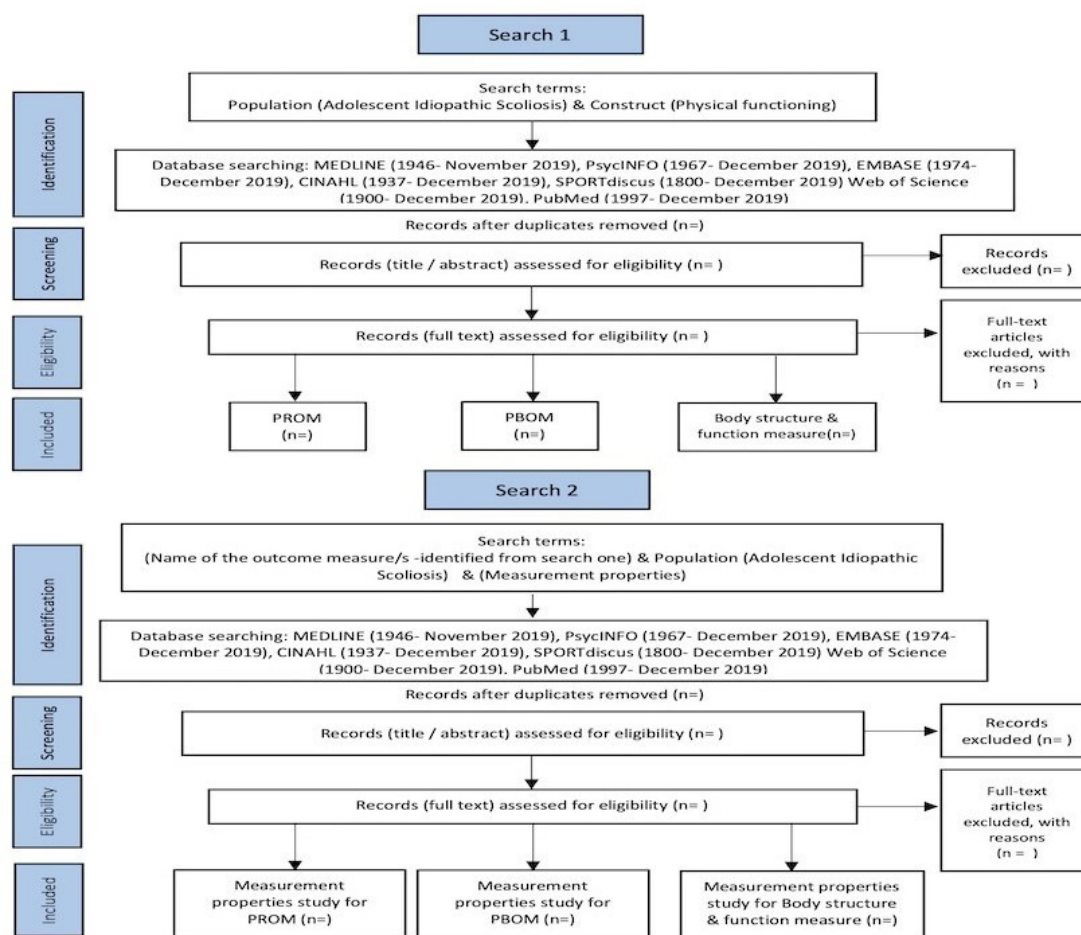 Search 1
Search terms:
Population (Adolescent Idiopathic Scoliosis) & Construct (Physical functioning)
Identification
Database searching: MEDLINE (1946- November 2019), PsycINFO (1967- December 2019), EMBASE (1974-
December 2019), CINAHL (1937- December 2019), SPORTdiscus (1800- December 2019) Web of Science
(1900- December 2019), PubMed (1997- December 2019)
Records after duplicates removed (n=)
Screening
Records (title / abstract) assessed for eligibility (n= )
Records
excluded (n= )
Eligibility
Records (full text) assessed for eligibility (n= )
Full-text
articles
excluded, with
reasons
(n = )
Included
PROM
(n=)
PBOM
(n=)
Body structure &
function measure(n=)
Search 2
Search terms:
(Name of the outcome measure/s -identified from search one) & Population (Adolescent Idiopathic
Scoliosis) & (Measurement properties)
Identification
Database searching: MEDLINE (1946- November 2019), PsycINFO (1967- December 2019), EMBASE (1974-
December 2019), CINAHL (1937- December 2019), SPORTdiscus (1800- December 2019) Web of Science
(1900- December 2019), PubMed (1997- December 2019)
Records after duplicates removed (n=)
Screening
Records (title / abstract) assessed for eligibility (n= )
Records
excluded (n= )
Eligibility
Records (full text) assessed for eligibility (n= )
Full-text
articles
excluded, with
reasons
(n = )
Included
Measurement
properties study for
PROM (n=)
Measurement
properties study for
PBOM (n=)
Measurement properties
study for Body structure
& function measure (n=)